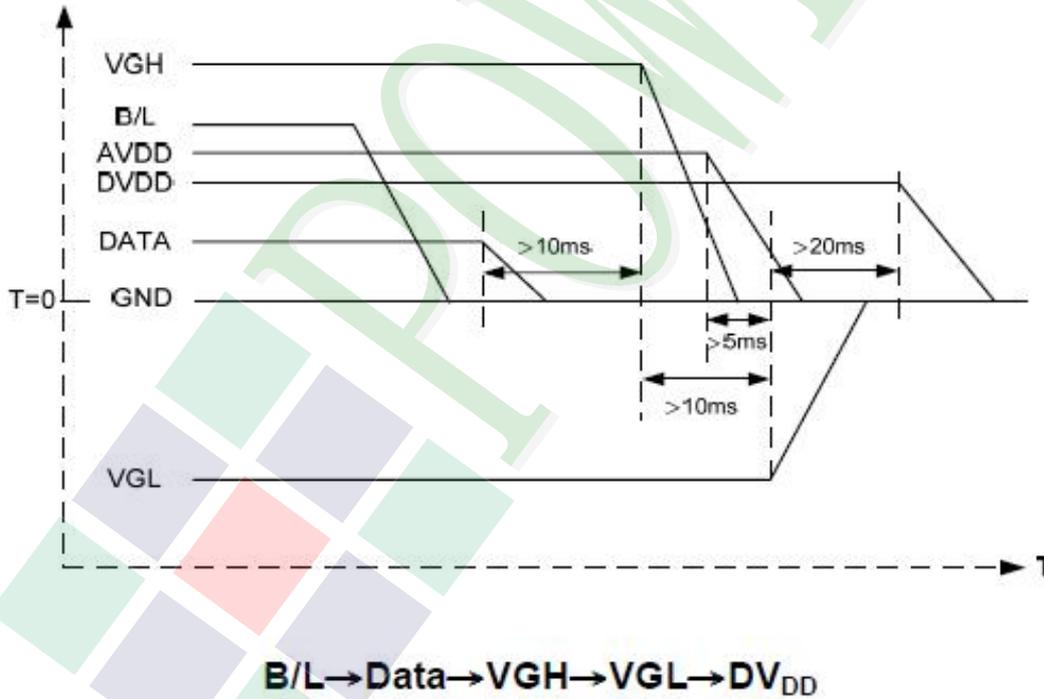 VGH
B/L
AVDD
DVDD
DATA
>10ms
>20ms
T=0
GND
>5ms
>10ms
VGL
T
B/L→Data→VGH→VGL→DVDD